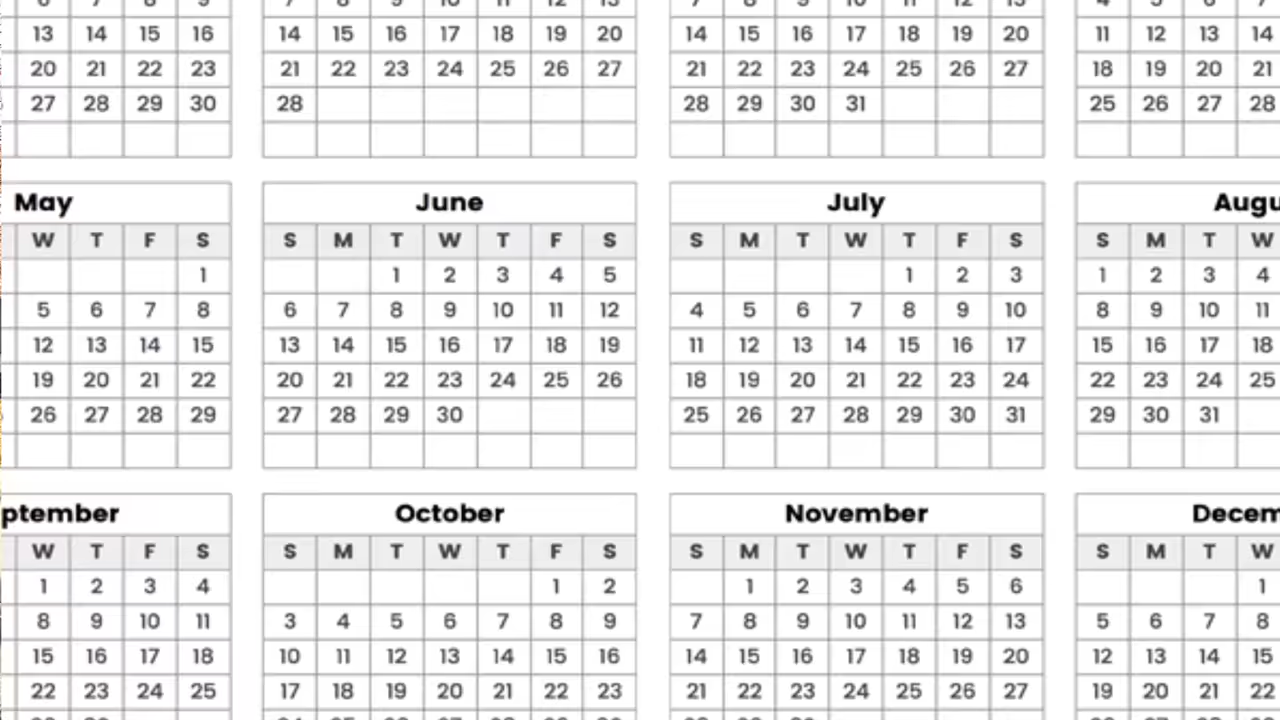 13 14 15 16
20 21 22 23
27 28 29 30
14 15 16 17 18 19 20
21 22 23 24 25 26 27
28
14 15 16 17 18 19 20
21 22 23 24 25 26 27
28 29 30 31
11 12 13 14
18 19 20 21
25 26 27 28
May
W T F S
1
5 6 7 8
12 13 14 15
19 20 21 22
26 27 28 29
June
S M T W T F S
1 2 3 4 5
6 7 8 9 10 11 12
13 14 15 16 17 18 19
20 21 22 23 24 25 26
27 28 29 30
July
S M T W T F S
1 2 3
4 5 6 7 8 9 10
11 12 13 14 15 16 17
18 19 20 21 22 23 24
25 26 27 28 29 30 31
Augu
S M T W
1 2 3 4
8 9 10 11
15 16 17 18
22 23 24 25
29 30 31
ptember
W T F S
1 2 3 4
8 9 10 11
15 16 17 18
22 23 24 25
October
S M T W T F S
1 2
3 4 5 6 7 8 9
10 11 12 13 14 15 16
17 18 19 20 21 22 23
November
S M T W T F S
1 2 3 4 5 6
7 8 9 10 11 12 13
14 15 16 17 18 19 20
21 22 23 24 25 26 27
Decem
S M T W
1
5 6 7 8
12 13 14 15
19 20 21 22